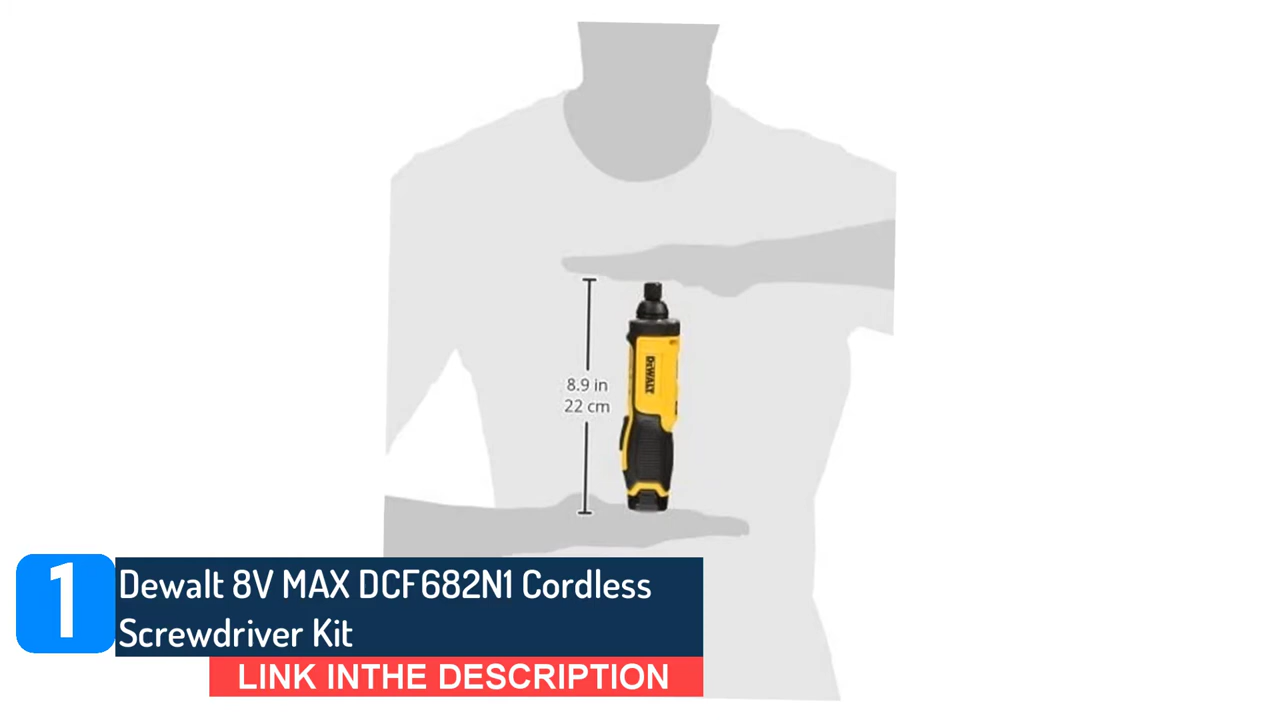 8.9 in
22 cm
DEWALT
1
Dewalt 8V MAX DCF682N1 Cordless
Screwdriver Kit
LINK INTHE DESCRIPTION